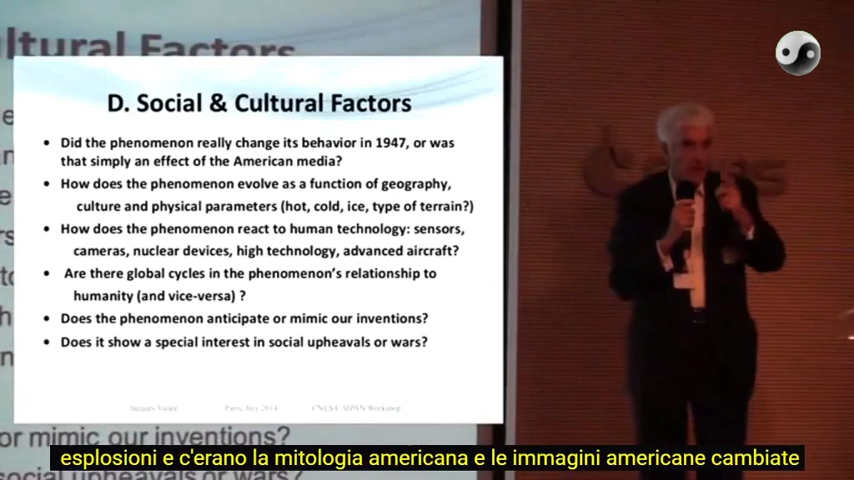 ltural Factors
D. Social & Cultural Factors
• Did the phenomenon really change its behavior in 1947, or was
that simply an effect of the American media?
• How does the phenomenon evolve as a function of geography,
culture and physical parameters (hot, cold, ice, type of terrain?)
• How does the phenomenon react to human technology: sensors,
cameras, nuclear devices, high technology, advanced aircraft?
• Are there global cycles in the phenomenon's relationship to
humanity (and vice-versa) ?
• Does the phenomenon anticipate or mimic our inventions?
• Does it show a special interest in social upheavals or wars?
Jacques Vallee Paris, July 2014 CNES/CAIPAN Workshop
or mimic our inventions?
esplosioni e c'erano la mitologia americana e le immagini americane cambiate
social upheavals or wars?